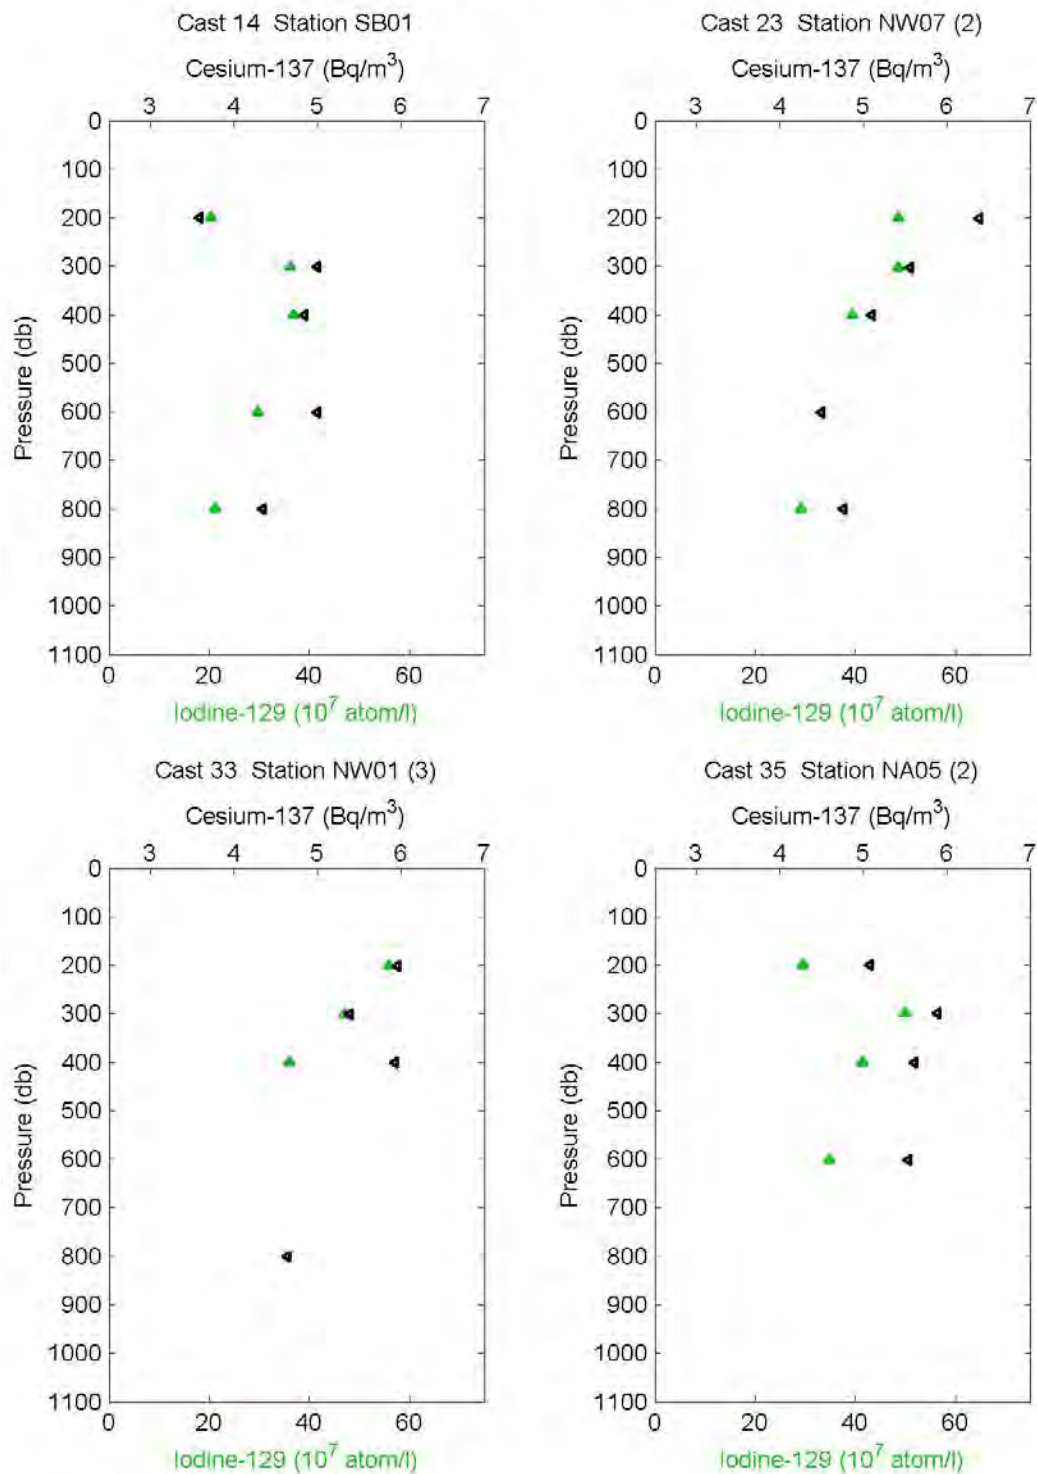 Cast 14 Station SB01
Cesium-137 (Bq/m³)
3 4 5 6 7
0
100
200
300
400
500
600
700
800
900
1000
1100
Pressure (db)
0 20 40 60
Iodine-129 (10⁷ atom/l)
Cast 23 Station NW07 (2)
Cesium-137 (Bq/m³)
3 4 5 6 7
0
100
200
300
400
500
600
700
800
900
1000
1100
Pressure (db)
0 20 40 60
Iodine-129 (10⁷ atom/l)
Cast 33 Station NW01 (3)
Cesium-137 (Bq/m³)
3 4 5 6 7
0
100
200
300
400
500
600
700
800
900
1000
1100
Pressure (db)
0 20 40 60
Iodine-129 (10⁷ atom/l)
Cast 35 Station NA05 (2)
Cesium-137 (Bq/m³)
3 4 5 6 7
0
100
200
300
400
500
600
700
800
900
1000
1100
Pressure (db)
0 20 40 60
Iodine-129 (10⁷ atom/l)